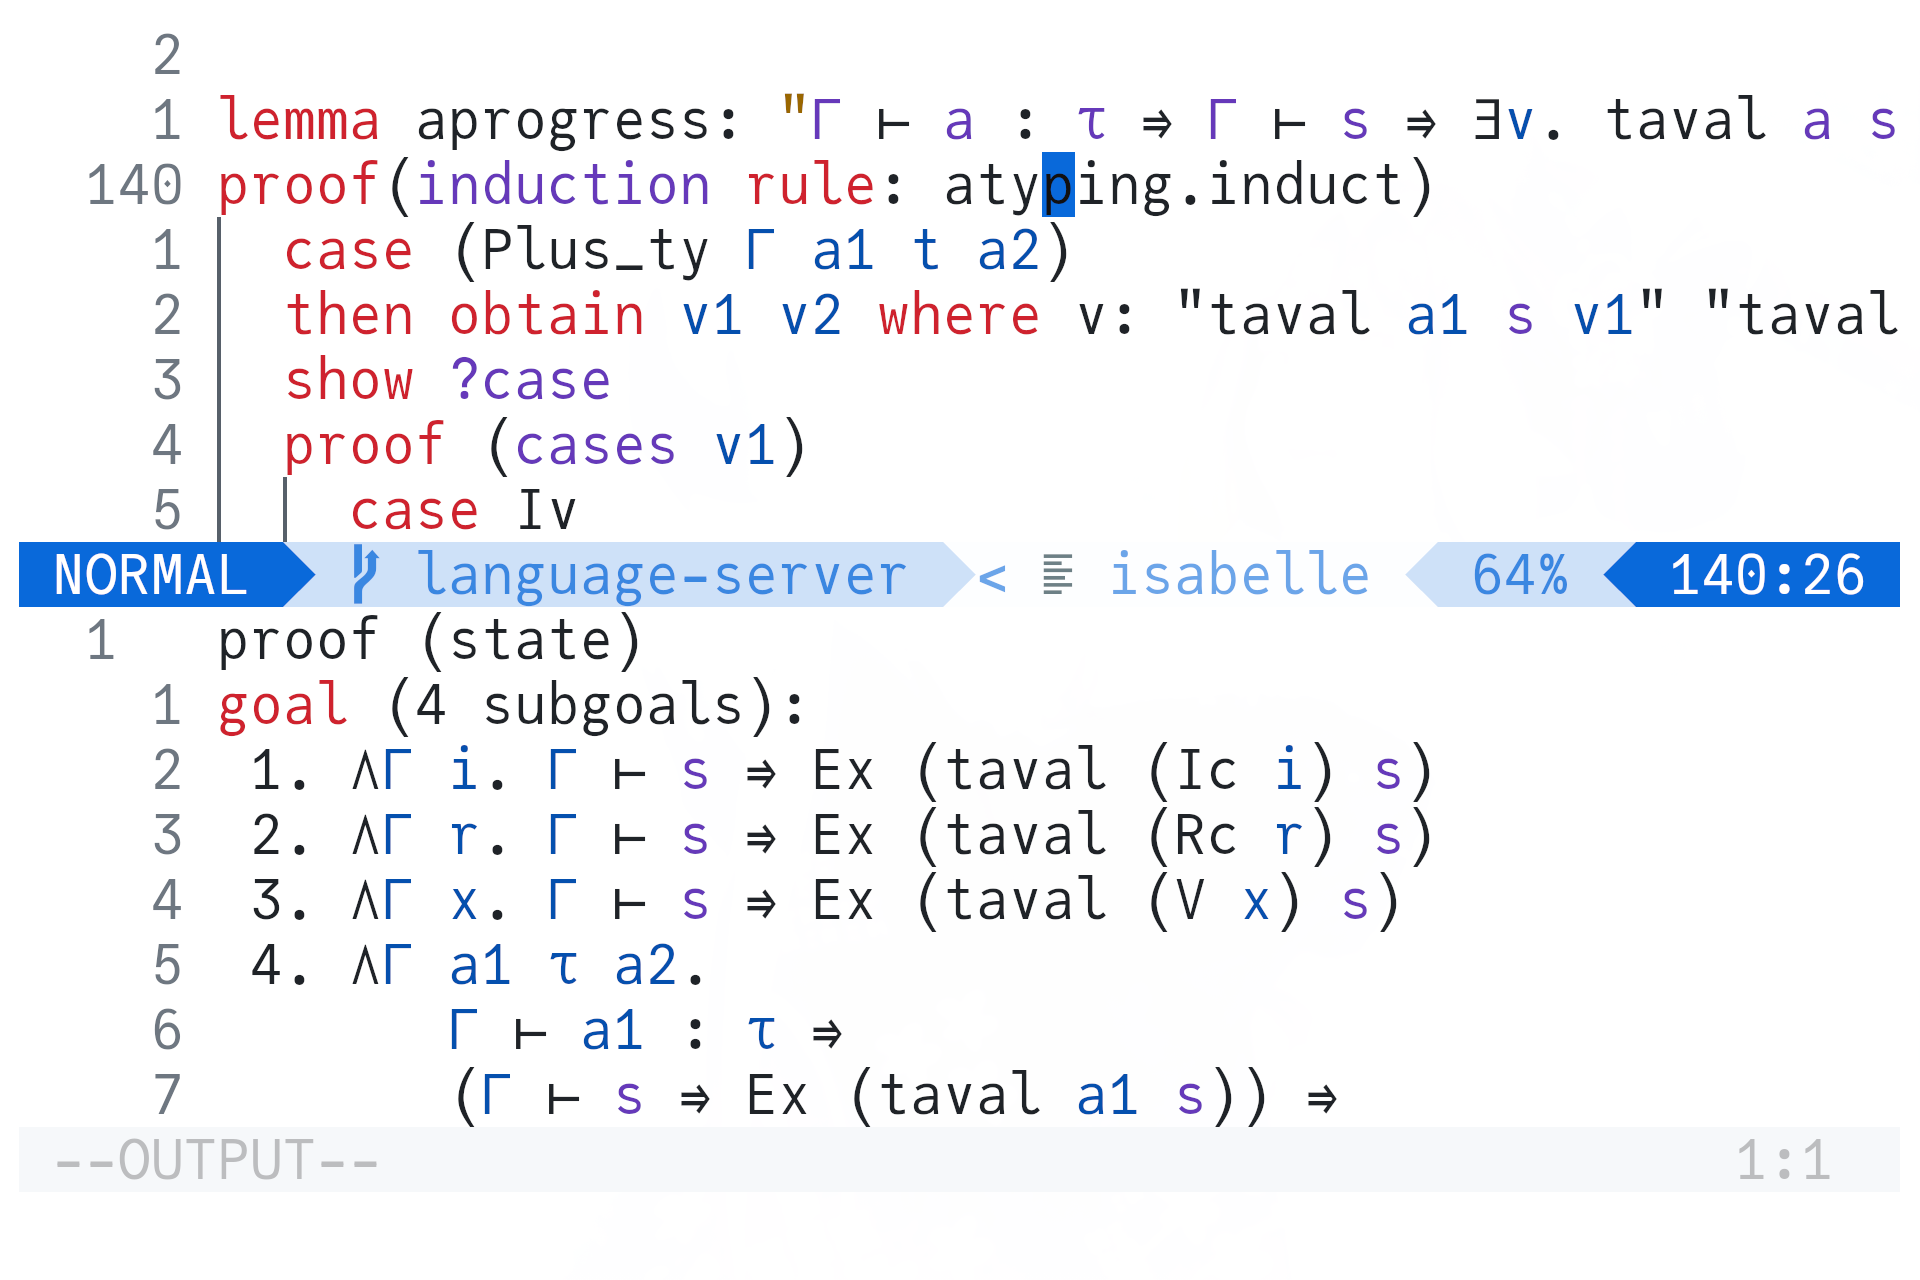 2
1 lemma aprogress: "Γ ⊢ a : τ ⇒ Γ ⊢ s ⇒ ∃v. taval a s
140 proof(induction rule: atyping.induct)
1 case (Plus_ty Γ a1 t a2)
2 then obtain v1 v2 where v: "taval a1 s v1" "taval
3 show ?case
4 proof (cases v1)
5 case Iv
NORMAL language-server < isabelle 64% 140:26
1 proof (state)
1 goal (4 subgoals):
2 1. ⋀Γ i. Γ ⊢ s ⇒ Ex (taval (Ic i) s)
3 2. ⋀Γ r. Γ ⊢ s ⇒ Ex (taval (Rc r) s)
4 3. ⋀Γ x. Γ ⊢ s ⇒ Ex (taval (V x) s)
5 4. ⋀Γ a1 τ a2.
6 Γ ⊢ a1 : τ ⇒
7 (Γ ⊢ s ⇒ Ex (taval a1 s)) ⇒
--OUTPUT-- 1:1